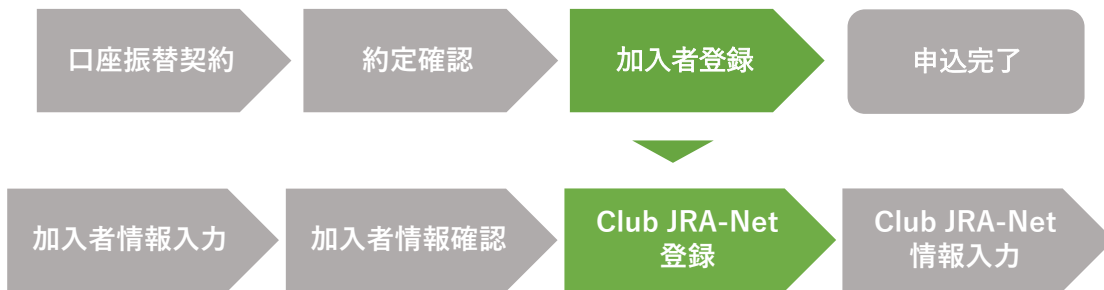 口座振替契約
約定確認
加入者登録
申込完了
加入者情報入力
加入者情報確認
Club JRA-Net
登録
Club JRA-Net
情報入力